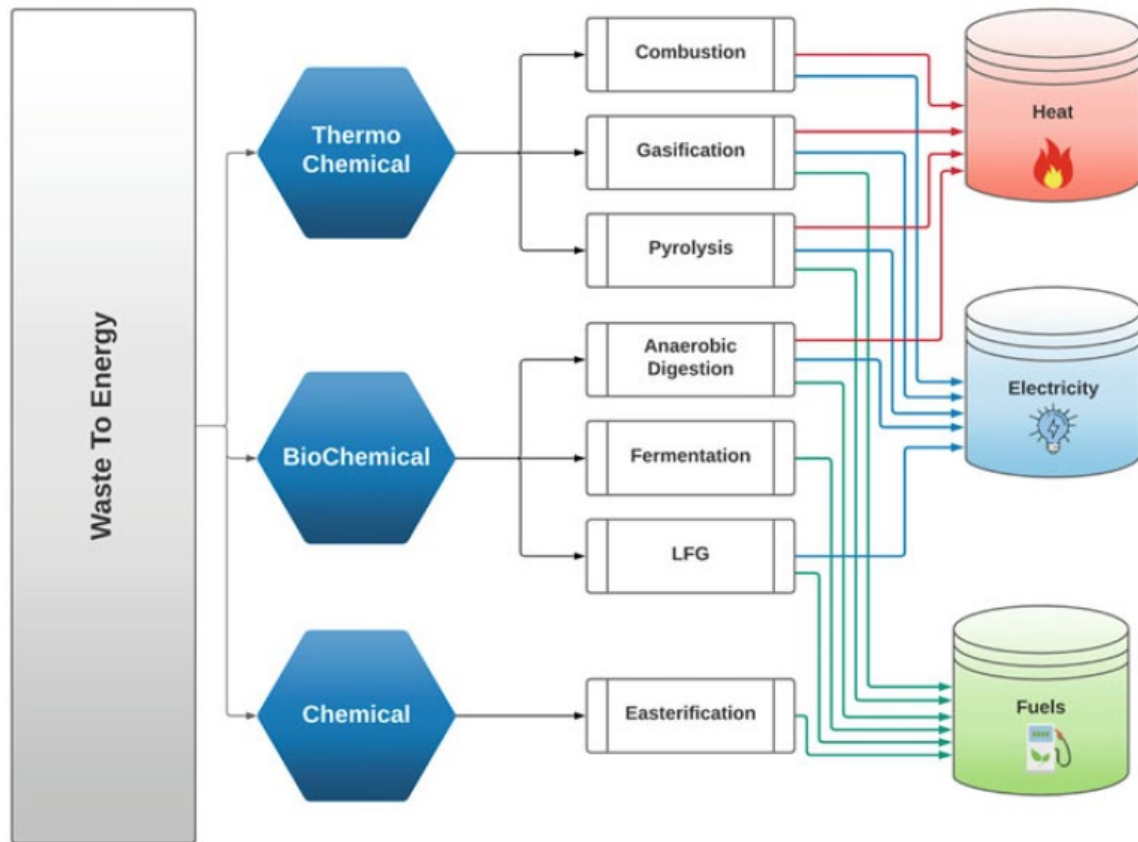 Waste To Energy
Thermo
Chemical
BioChemical
Chemical
Combustion
Gasification
Pyrolysis
Anaerobic
Digestion
Fermentation
LFG
Easterification
Heat
Electricity
Fuels